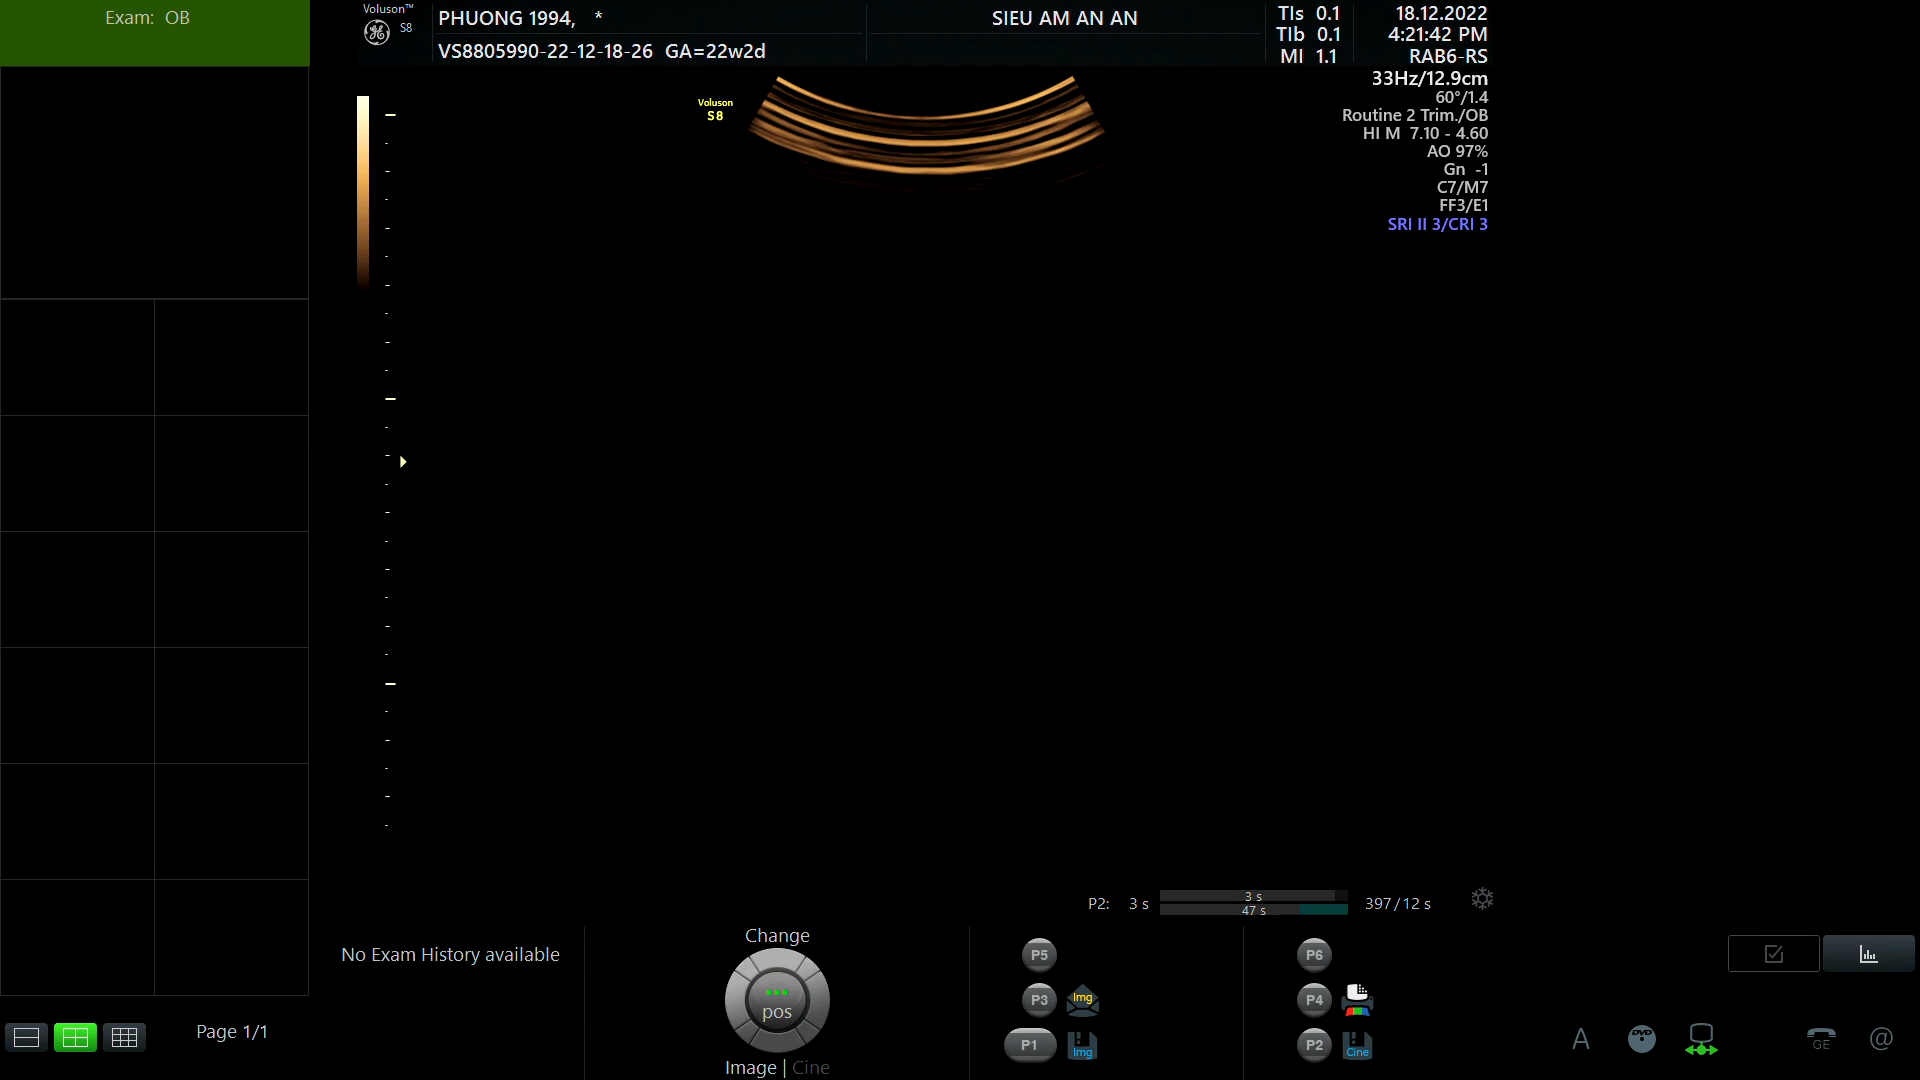 Exam: OB
Voluson™
S8
PHUONG 1994, *
SIEU AM AN AN
TIs 0.1
18.12.2022
TIb 0.1
4:21:42 PM
VS8805990-22-12-18-26 GA=22w2d
MI 1.1
RAB6-RS
33Hz/12.9cm
60°/1.4
Routine 2 Trim./OB
HI M 7.10 - 4.60
AO 97%
Gn -1
C7/M7
FF3/E1
SRI II 3/CRI 3
Voluson
S8
P2: 3 s
3 s
47 s
397/12 s
No Exam History available
Change
pos
Image | Cine
P5
P3
Img
P1
Img
P6
P4
P2
Cine
Page 1/1
A
DVD
GE
@